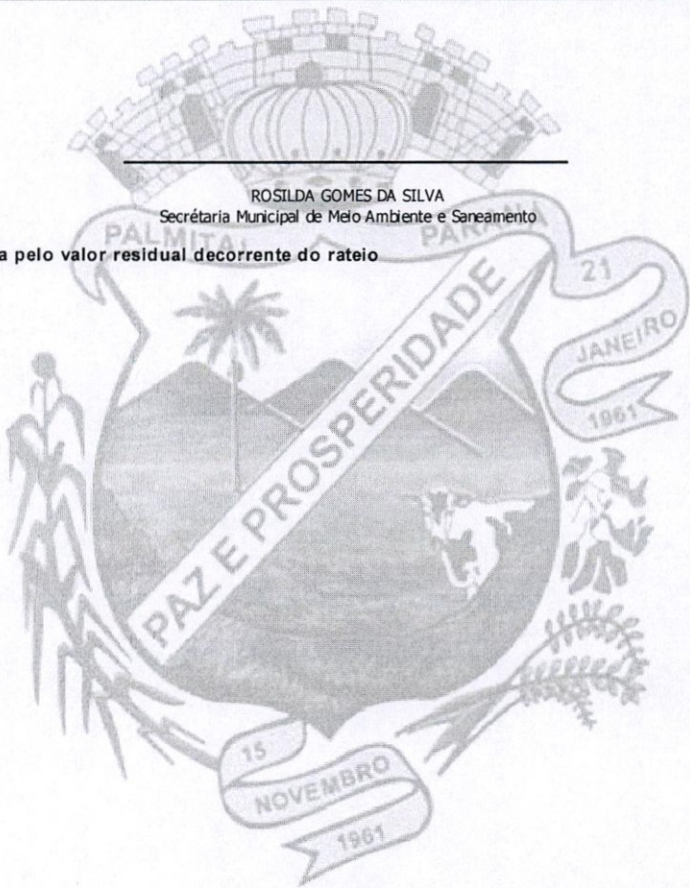 ROSILDA GOMES DA SILVA
Secrétaria Municipal de Meio Ambiente e Saneamento
PALMITAL PARANÁ
a pelo valor residual decorrente do rateio
21
JANEIRO
1961
PAZ E PROSPERIDADE
15
NOVEMBRO
1961